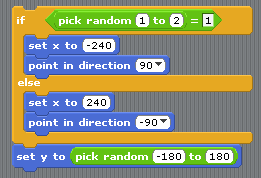 if pick random 1 to 2 = 1
set x to -240
point in direction 90
else
set x to 240
point in direction -90
set y to pick random -180 to 180